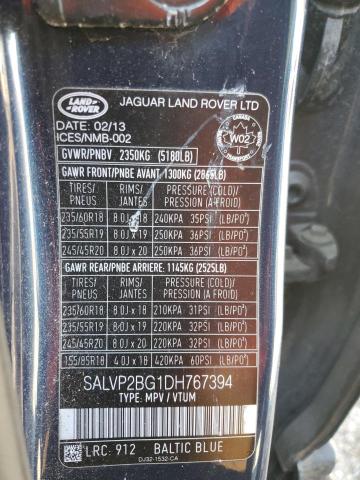 LAND ROVER
JAGUAR LAND ROVER LTD
DATE: 02/13
ICES/NMB-002
W02
GVWR/PNBV 2350KG (5180LB)
GAWR FRONT/PNBE AVANT 1300KG (2865LB)
TIRES/ PNEUS RIMS/ JANTES PRESSURE (COLD)/ PRESSION (A FROID)
235/60R18 8.0J x 18 240KPA 35PSI (LB/PO²)
235/55R19 8.0J x 19 250KPA 36PSI (LB/PO²)
245/45R20 8.0J x 20 250KPA 36PSI (LB/PO²)
GAWR REAR/PNBE ARRIERE: 1145KG (2525LB)
TIRES/ PNEUS RIMS/ JANTES PRESSURE (COLD)/ PRESSION (A FROID)
235/60R18 8.0J x 18 210KPA 31PSI (LB/PO²)
235/55R19 8.0J x 19 220KPA 32PSI (LB/PO²)
245/45R20 8.0J x 20 220KPA 32PSI (LB/PO²)
155/85R18 4.0J x 18 420KPA 60PSI (LB/PO²)
SALVP2BG1DH767394
TYPE: MPV / VTUM
LRC: 912 BALTIC BLUE
DJ32-1532-CA